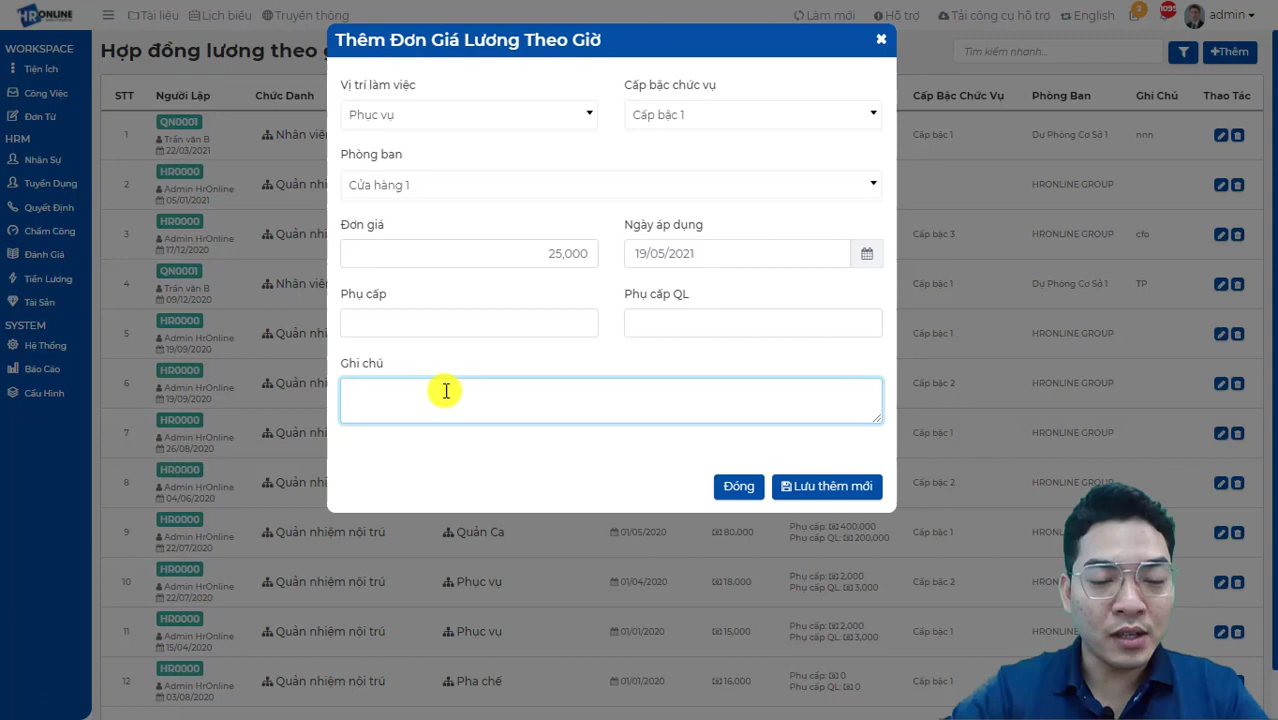 HRONLINE
Tài liệu
Lịch biểu
Truyền thông
Làm mới
Hỗ trợ
Tải công cụ hỗ trợ
English
2
1095
admin
WORKSPACE
Tiện Ích
Công Việc
Đơn Từ
HRM
Nhân Sự
Tuyển Dụng
Quyết Định
Chấm Công
Đánh Giá
Tiền Lương
Tài Sản
SYSTEM
Hệ Thống
Báo Cáo
Cấu Hình
Hợp đồng lương theo
Tìm kiếm nhanh...
Thêm
Thêm Đơn Giá Lương Theo Giờ
Vị trí làm việc
Cấp bậc chức vụ
Phục vụ
Cấp bậc 1
Phòng ban
Cửa hàng 1
Đơn giá
Ngày áp dụng
25,000
19/05/2021
Phụ cấp
Phụ cấp QL
Ghi chú
Đóng
Lưu thêm mới
STT Người Lập Chức Danh Cấp Bậc Chức Vụ Phòng Ban Ghi Chú Thao Tác
1 QN0001 Nhân viê Cấp bậc 1 Dự Phòng Cơ Sở 1 nnn
Trần văn B
22/03/2021
2 HR0000 Quản nh HRONLINE GROUP
Admin HrOnline
05/01/2021
3 HR0000 Quản nh Cấp bậc 3 HRONLINE GROUP cfo
Admin HrOnline
17/12/2020
4 QN0001 Nhân viê Cấp bậc 1 Dự Phòng Cơ Sở 1 TP
Trần văn B
09/12/2020
5 HR0000 Quản nh Cấp bậc 1 HRONLINE GROUP
Admin HrOnline
19/09/2020
6 HR0000 Quản nh Cấp bậc 2 HRONLINE GROUP
Admin HrOnline
19/09/2020
7 HR0000 Quản nh Cấp bậc 1 HRONLINE GROUP
Admin HrOnline
26/08/2020
8 HR0000 Quản nh Cấp bậc 2 HRONLINE GROUP
Admin HrOnline
04/06/2020
9 HR0000 Quản nhiệm nội trú Quản Ca 01/05/2020 80,000 Phụ cấp: 400,000 Cấp bậc 1 HRONLINE GROUP
Admin HrOnline Phụ cấp QL: 200,000
22/07/2020
10 HR0000 Quản nhiệm nội trú Phục vụ 01/04/2020 18,000 Phụ cấp: 2,000 Cấp bậc 2
Admin HrOnline Phụ cấp QL: 3,000
22/07/2020
11 HR0000 Quản nhiệm nội trú Phục vụ 01/01/2020 15,000 Phụ cấp: 2,000 Cấp bậc 1
Admin HrOnline Phụ cấp QL: 3,000
15/04/2020
12 HR0000 Quản nhiệm nội trú Pha chế 01/01/2020 16,000 Phụ cấp: 0 Cấp bậc 1
Admin HrOnline Phụ cấp QL: 0
03/08/2020